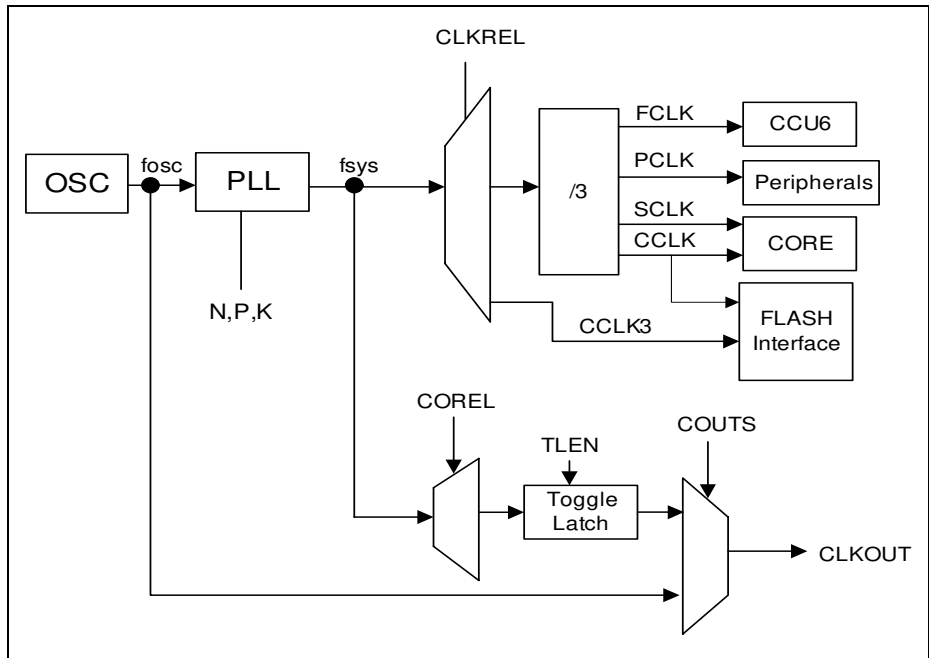 CLKREL
FCLK
CCU6
fosc
fsys
OSC
PLL
PCLK
Peripherals
/3
SCLK
CCLK
CORE
N,P,K
CCLK3
FLASH
Interface
COREL
COUTS
TLEN
Toggle
Latch
CLKOUT